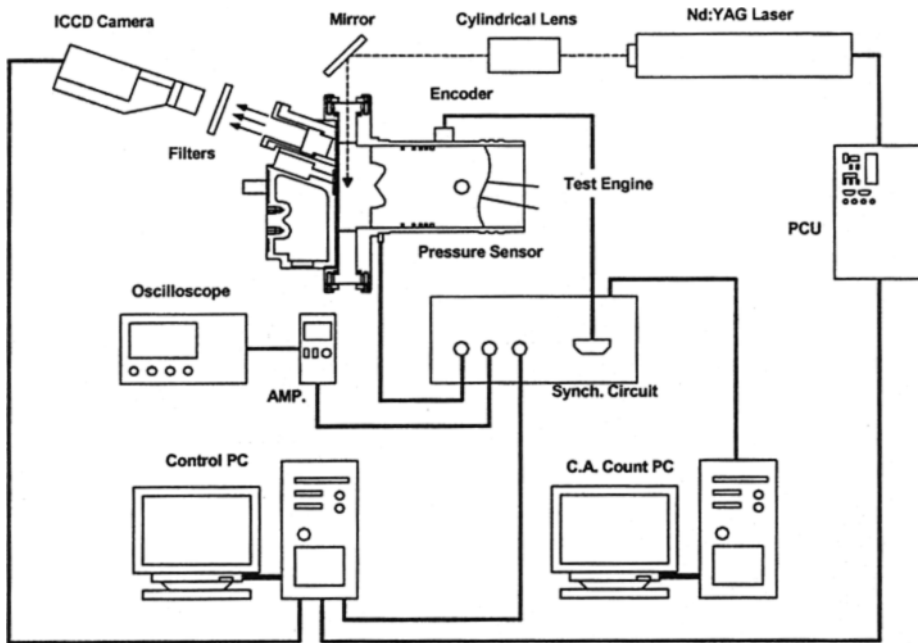 ICCD Camera
Mirror
Cylindrical Lens
Nd:YAG Laser
Encoder
Filters
Test Engine
PCU
Pressure Sensor
Oscilloscope
AMP.
Synch. Circuit
Control PC
C.A. Count PC